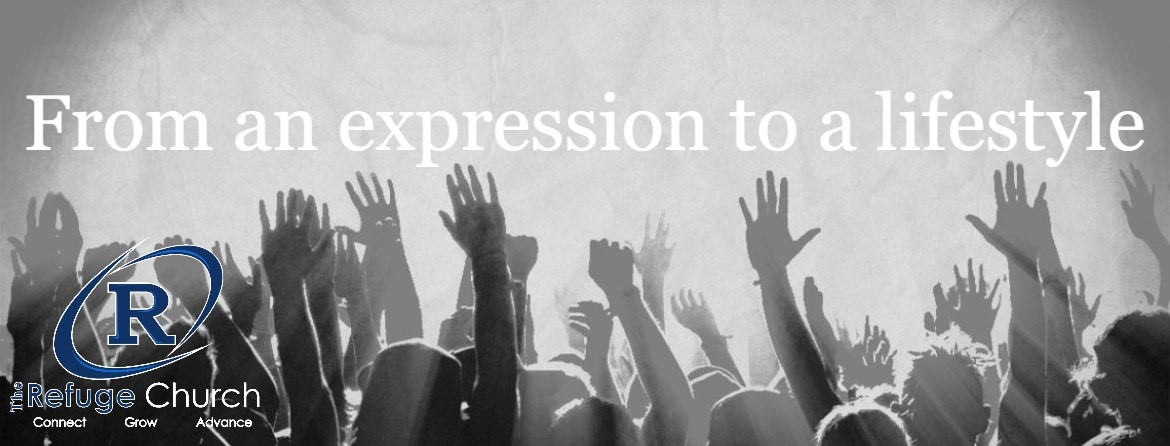 From an expression to a lifestyle
R
The Refuge Church
Connect Grow Advance